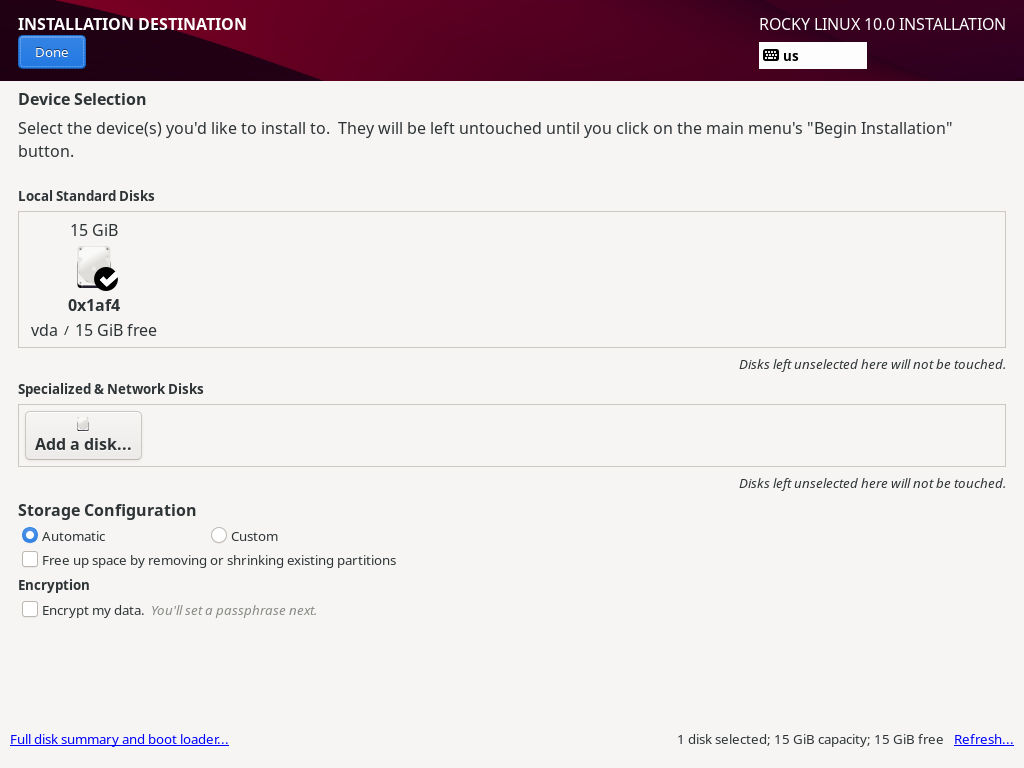 INSTALLATION DESTINATION
Done
ROCKY LINUX 10.0 INSTALLATION
us
Device Selection
Select the device(s) you'd like to install to.  They will be left untouched until you click on the main menu's "Begin Installation"
button.
Local Standard Disks
15 GiB
0x1af4
vda / 15 GiB free
Disks left unselected here will not be touched.
Specialized & Network Disks
Add a disk...
Disks left unselected here will not be touched.
Storage Configuration
Automatic
Custom
Free up space by removing or shrinking existing partitions
Encryption
Encrypt my data. You'll set a passphrase next.
Full disk summary and boot loader...
1 disk selected; 15 GiB capacity; 15 GiB free
Refresh...